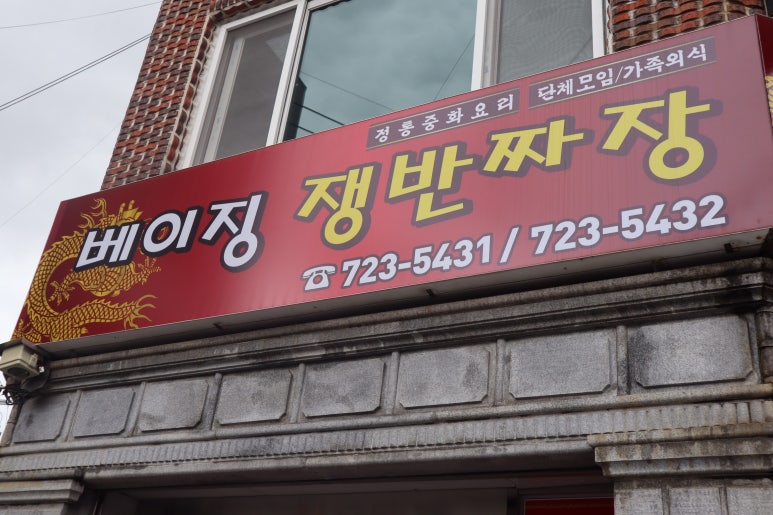 정통중화요리 단체모임/가족외식
베이징 쟁반짜장
☎723-5431 / 723-5432